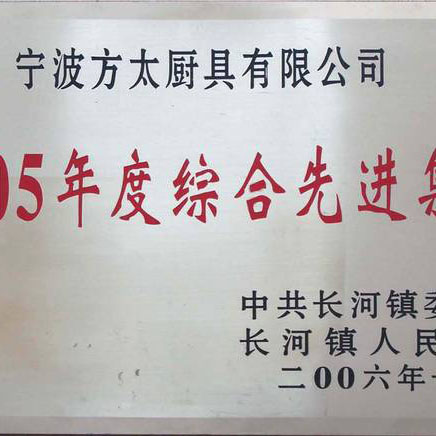 宁波方太厨具有限公司
05年度综合先进集
中共长河镇委
长河镇人民
二00六年